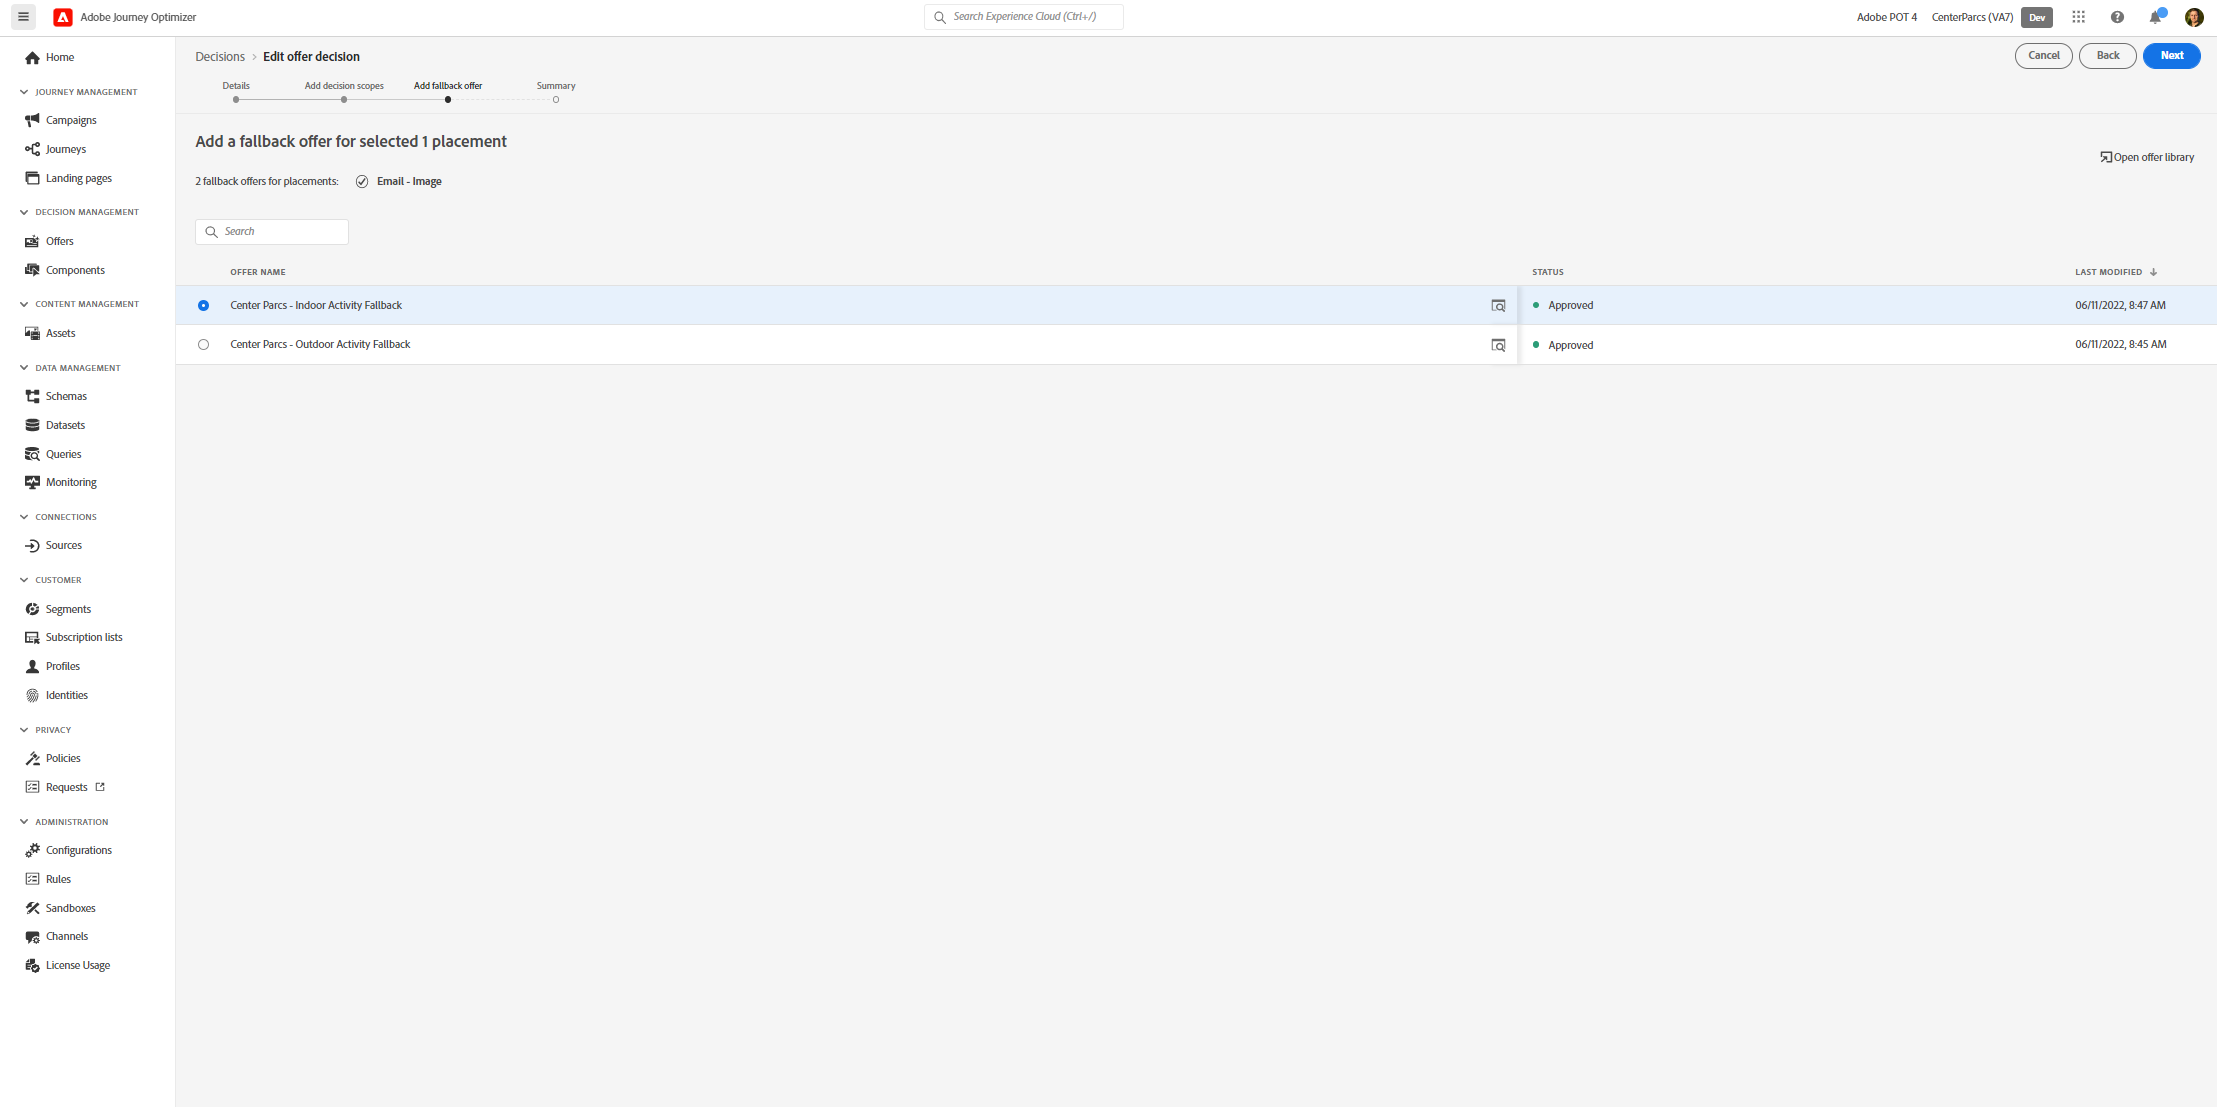 Adobe Journey Optimizer
Search Experience Cloud (Ctrl+/)
Adobe POT 4
CenterParcs (VA7)
Dev
Home
JOURNEY MANAGEMENT
Campaigns
Journeys
Landing pages
DECISION MANAGEMENT
Offers
Components
CONTENT MANAGEMENT
Assets
DATA MANAGEMENT
Schemas
Datasets
Queries
Monitoring
CONNECTIONS
Sources
CUSTOMER
Segments
Subscription lists
Profiles
Identities
PRIVACY
Policies
Requests
ADMINISTRATION
Configurations
Rules
Sandboxes
Channels
License Usage
Decisions > Edit offer decision
Cancel
Back
Next
Details
Add decision scopes
Add fallback offer
Summary
Add a fallback offer for selected 1 placement
Open offer library
2 fallback offers for placements: Email - Image
Search
OFFER NAME STATUS LAST MODIFIED
Center Parcs - Indoor Activity Fallback Approved 06/11/2022, 8:47 AM
Center Parcs - Outdoor Activity Fallback Approved 06/11/2022, 8:45 AM